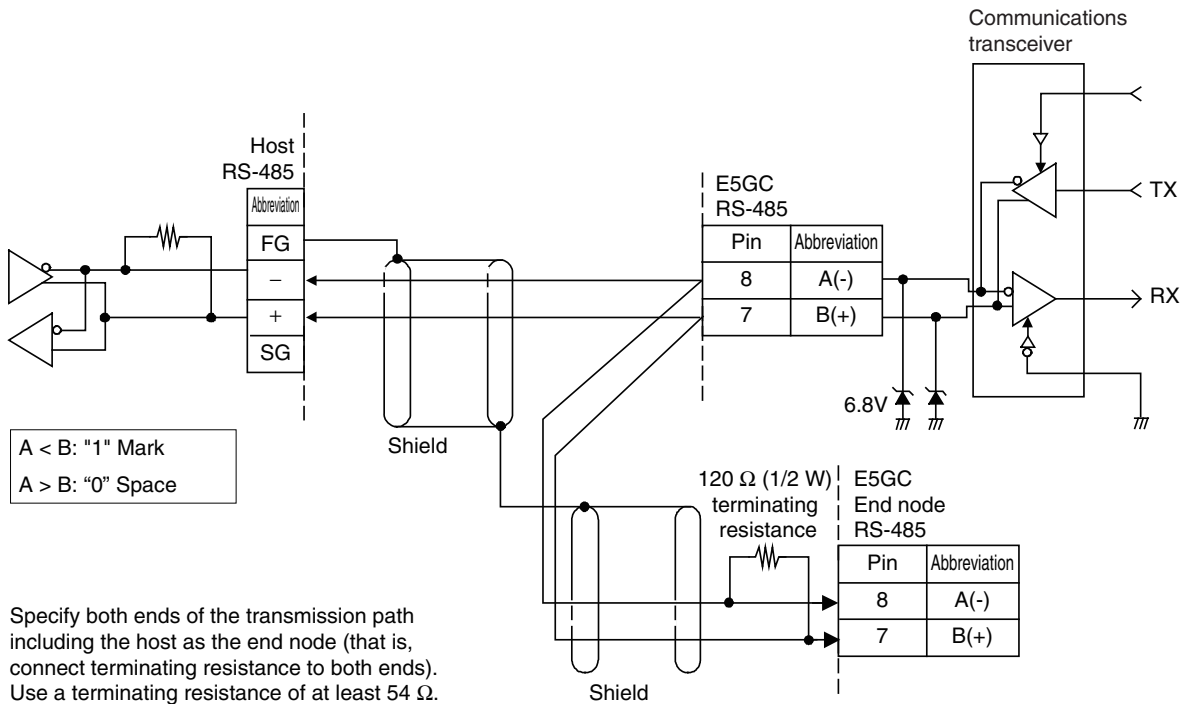 Communications
transceiver
Host
RS-485
Abbreviation
FG
−
+
SG
E5GC
RS-485
Pin Abbreviation
8 A(-)
7 B(+)
TX
RX
6.8V
A < B: "1" Mark
A > B: “0” Space
Shield
120 Ω (1/2 W)
terminating
resistance
E5GC
End node
RS-485
Pin Abbreviation
8 A(-)
7 B(+)
Shield
Specify both ends of the transmission path
including the host as the end node (that is,
connect terminating resistance to both ends).
Use a terminating resistance of at least 54 Ω.